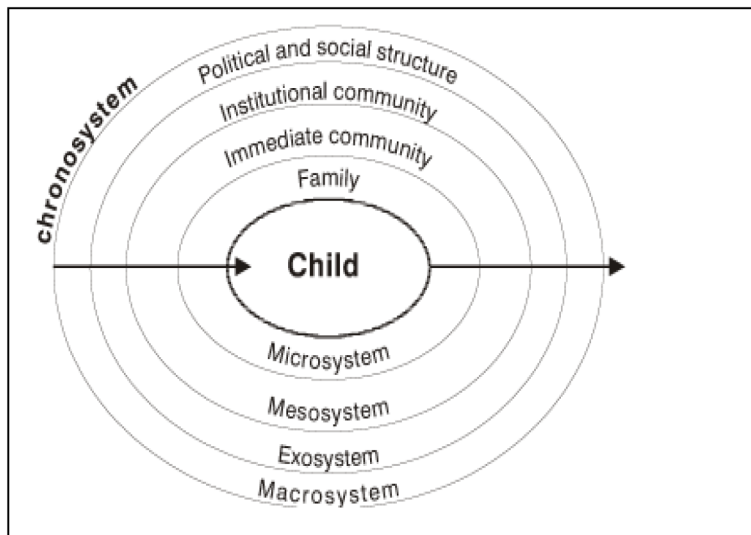 chronosystem
Political and social structure
Institutional community
Immediate community
Family
Child
Microsystem
Mesosystem
Exosystem
Macrosystem